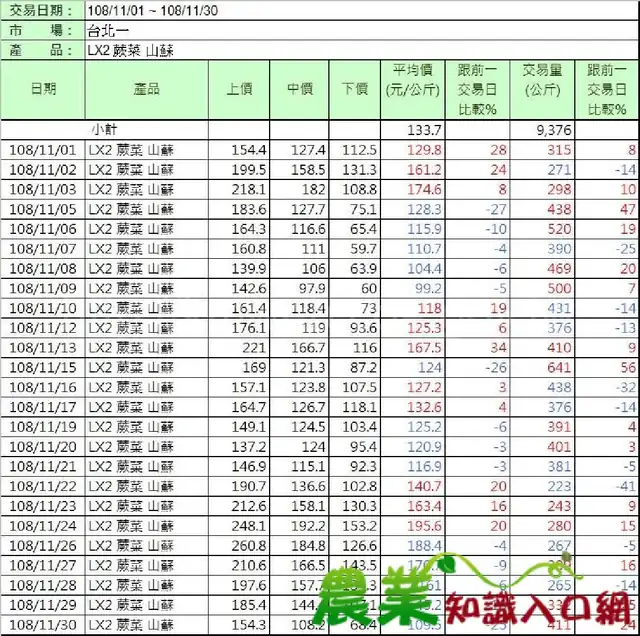 交易日期： 108/11/01 ~ 108/11/30
市 場： 台北一
產 品： LX2 蕨菜 山蘇
日期 產品 上價 中價 下價 平均價(元/公斤) 跟前一交易日比較% 交易量(公斤) 跟前一交易日比較%
小計 133.7 9,376
108/11/01 LX2 蕨菜 山蘇 154.4 127.4 112.5 129.8 28 315 8
108/11/02 LX2 蕨菜 山蘇 199.5 158.5 131.3 161.2 24 271 -14
108/11/03 LX2 蕨菜 山蘇 218.1 182 108.8 174.6 8 298 10
108/11/05 LX2 蕨菜 山蘇 183.6 127.7 75.1 128.3 -27 438 47
108/11/06 LX2 蕨菜 山蘇 164.3 116.6 65.4 115.9 -10 520 19
108/11/07 LX2 蕨菜 山蘇 160.8 111 59.7 110.7 -4 390 -25
108/11/08 LX2 蕨菜 山蘇 139.9 106 63.9 104.4 -6 469 20
108/11/09 LX2 蕨菜 山蘇 142.6 97.9 60 99.2 -5 500 7
108/11/10 LX2 蕨菜 山蘇 161.4 118.4 73 118 19 431 -14
108/11/12 LX2 蕨菜 山蘇 176.1 119 93.6 125.3 6 376 -13
108/11/13 LX2 蕨菜 山蘇 221 166.7 116 167.5 34 410 9
108/11/15 LX2 蕨菜 山蘇 169 121.3 87.2 124 -26 641 56
108/11/16 LX2 蕨菜 山蘇 157.1 123.8 107.5 127.2 3 438 -32
108/11/17 LX2 蕨菜 山蘇 164.7 126.7 118.1 132.6 4 376 -14
108/11/19 LX2 蕨菜 山蘇 149.1 124.5 103.4 125.2 -6 391 4
108/11/20 LX2 蕨菜 山蘇 137.2 124 95.4 120.9 -3 401 3
108/11/21 LX2 蕨菜 山蘇 146.9 115.1 92.3 116.9 -3 381 -5
108/11/22 LX2 蕨菜 山蘇 190.7 136.6 102.8 140.7 20 223 -41
108/11/23 LX2 蕨菜 山蘇 212.6 158.1 130.3 163.4 16 243 9
108/11/24 LX2 蕨菜 山蘇 248.1 192.2 153.2 195.6 20 280 15
108/11/26 LX2 蕨菜 山蘇 260.8 184.8 126.6 188.4 -4 267 -5
108/11/27 LX2 蕨菜 山蘇 210.6 166.5 143.5 -9 16
108/11/28 LX2 蕨菜 山蘇 197.6 6 265 -14
108/11/29 LX2 蕨菜 山蘇 185.4
108/11/30 LX2 蕨菜 山蘇 154.3 108.2 68.4 411 24
農業知識入口網